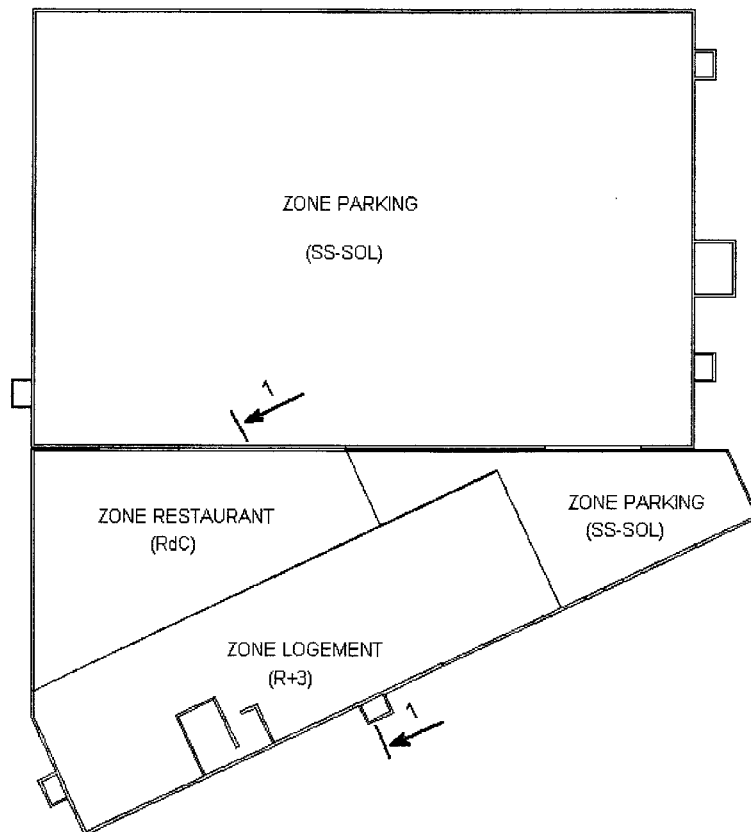 ZONE PARKING
(SS-SOL)
1
ZONE RESTAURANT
(RdC)
ZONE PARKING
(SS-SOL)
ZONE LOGEMENT
(R+3)
1